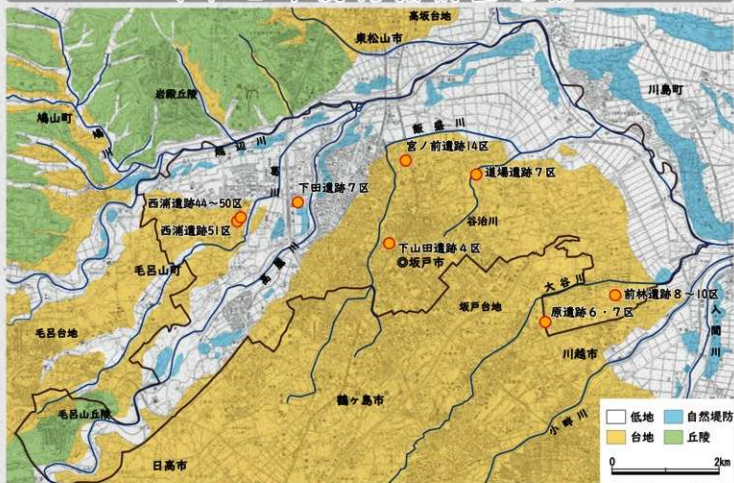 高坂台地
東松山市
岩殿丘陵
川島町
鳩山町
鳩川
越辺川
飯盛川
葛川
宮ノ前遺跡14区
道場遺跡7区
下田遺跡7区
西浦遺跡44～50区
西浦遺跡51区
谷治川
高麗川
下山田遺跡4区
◎坂戸市
毛呂山町
大谷川
前林遺跡8～10区
坂戸台地
原遺跡6・7区
入間川
毛呂台地
川越市
鶴ヶ島市
毛呂山丘陵
小畔川
日高市
低地
自然堤防
台地
丘陵
0 2km